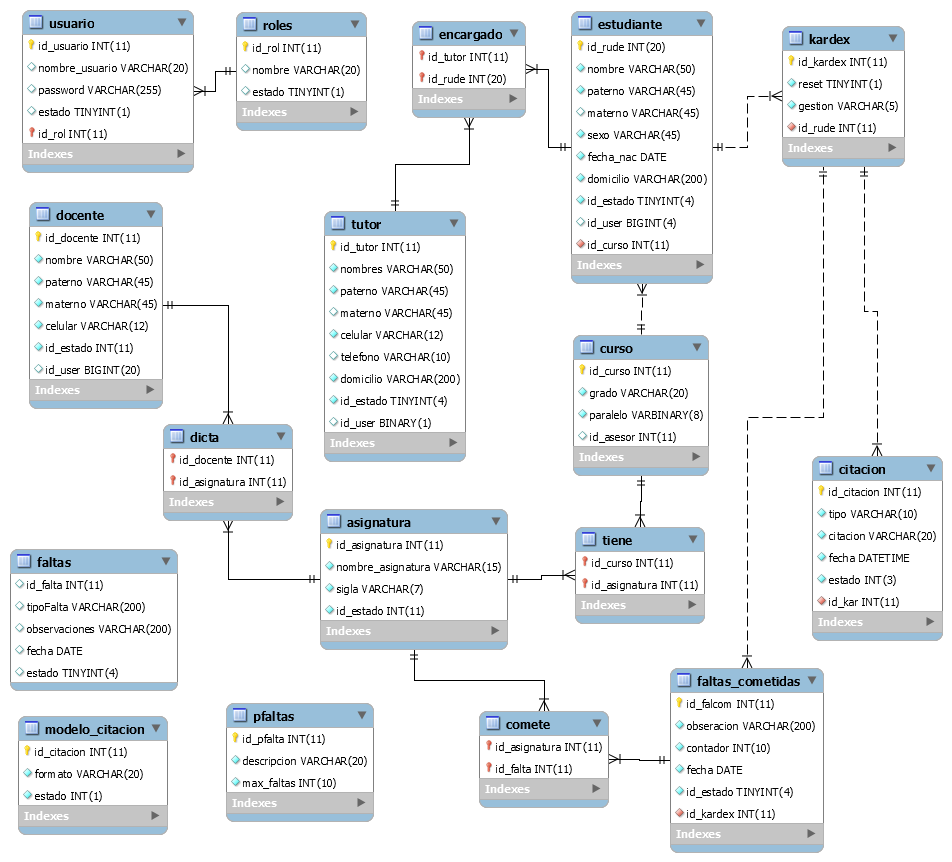 usuario
id_usuario INT(11)
nombre_usuario VARCHAR(20)
password VARCHAR(255)
estado TINYINT(1)
id_rol INT(11)
Indexes
roles
id_rol INT(11)
nombre VARCHAR(20)
estado TINYINT(1)
Indexes
encargado
id_tutor INT(11)
id_rude INT(20)
Indexes
estudiante
id_rude INT(20)
nombre VARCHAR(50)
paterno VARCHAR(45)
materno VARCHAR(45)
sexo VARCHAR(45)
fecha_nac DATE
domicilio VARCHAR(200)
id_estado TINYINT(4)
id_user BIGINT(4)
id_curso INT(11)
Indexes
kardex
id_kardex INT(11)
reset TINYINT(1)
gestion VARCHAR(5)
id_rude INT(11)
Indexes
docente
id_docente INT(11)
nombre VARCHAR(50)
paterno VARCHAR(45)
materno VARCHAR(45)
celular VARCHAR(12)
id_estado INT(11)
id_user BIGINT(20)
Indexes
tutor
id_tutor INT(11)
nombres VARCHAR(50)
paterno VARCHAR(45)
materno VARCHAR(45)
celular VARCHAR(12)
telefono VARCHAR(10)
domicilio VARCHAR(200)
id_estado TINYINT(4)
id_user BINARY(1)
Indexes
curso
id_curso INT(11)
grado VARCHAR(20)
paralelo VARBINARY(8)
id_asesor INT(11)
Indexes
dicta
id_docente INT(11)
id_asignatura INT(11)
Indexes
citacion
id_citacion INT(11)
tipo VARCHAR(10)
citacion VARCHAR(20)
fecha DATETIME
estado INT(3)
id_kar INT(11)
Indexes
asignatura
id_asignatura INT(11)
nombre_asignatura VARCHAR(15)
sigla VARCHAR(7)
id_estado INT(11)
Indexes
tiene
id_curso INT(11)
id_asignatura INT(11)
Indexes
faltas
id_falta INT(11)
tipoFalta VARCHAR(200)
observaciones VARCHAR(200)
fecha DATE
estado TINYINT(4)
modelo_citacion
id_citacion INT(11)
formato VARCHAR(20)
estado INT(1)
Indexes
pfaltas
id_pfalta INT(11)
descripcion VARCHAR(20)
max_faltas INT(10)
Indexes
comete
id_asignatura INT(11)
id_falta INT(11)
Indexes
faltas_cometidas
id_falcom INT(11)
obseracion VARCHAR(200)
contador INT(10)
fecha DATE
id_estado TINYINT(4)
id_kardex INT(11)
Indexes